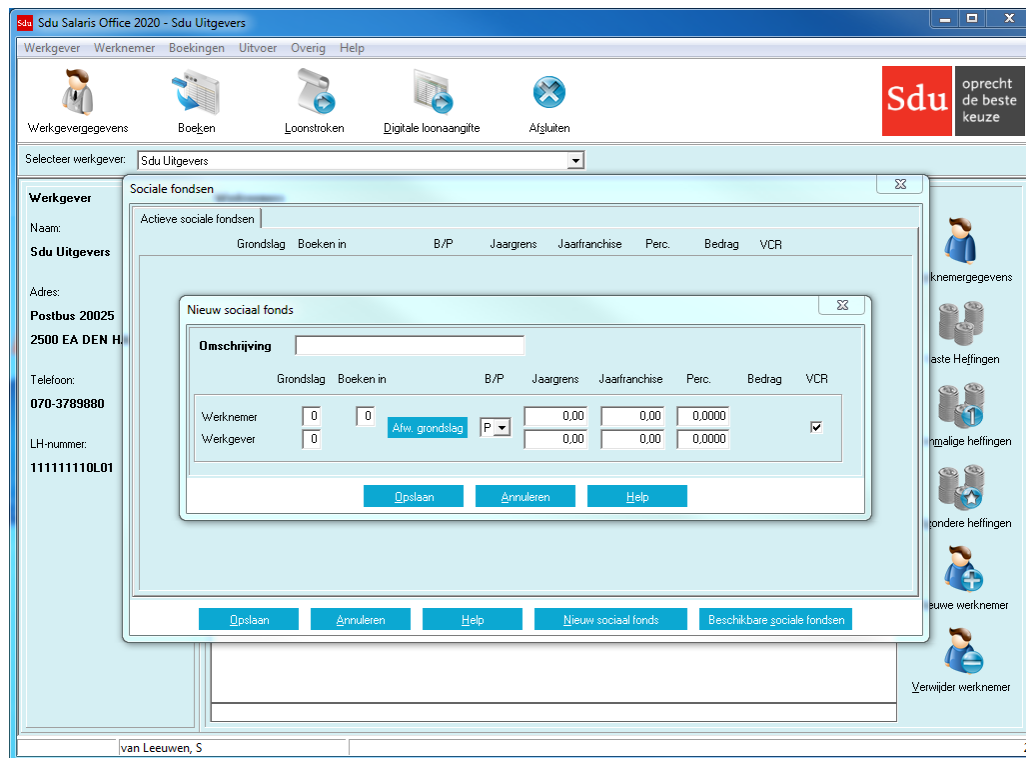 Sdu Sdu Salaris Office 2020 - Sdu Uitgevers
Werkgever Werknemer Boekingen Uitvoer Overig Help
Werkgevergegevens Boeken Loonstroken Digitale loonaangifte Afsluiten
Sdu oprecht
de beste
keuze
Selecteer werkgever: Sdu Uitgevers
Werkgever
Naam:
Sdu Uitgevers
Adres:
Postbus 20025
2500 EA DEN H
Telefoon:
070-3789880
LH-nummer:
111111110L01
Sociale fondsen
Actieve sociale fondsen
Grondslag Boeken in B/P Jaargrens Jaarfranchise Perc. Bedrag VCR
Nieuw sociaal fonds
Omschrijving
Grondslag Boeken in B/P Jaargrens Jaarfranchise Perc. Bedrag VCR
Werknemer 0 0 Afw. grondslag P 0,00 0,00 0,0000
Werkgever 0 0,00 0,00 0,0000
Opslaan Annuleren Help
Opslaan Annuleren Help Nieuw sociaal fonds Beschikbare sociale fondsen
knemergegevens
aste Heffingen
nmalige heffingen
zondere heffingen
euwe werknemer
Verwijder werknemer
van Leeuwen, S